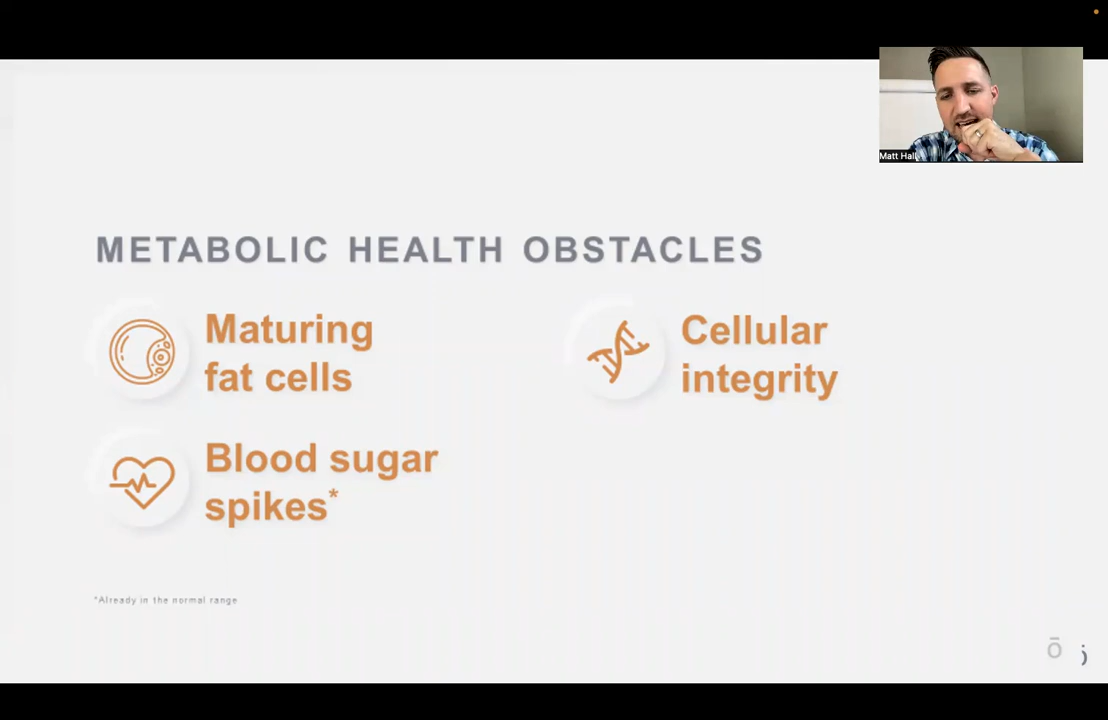 Matt Hall
METABOLIC HEALTH OBSTACLES
Maturing
fat cells
Cellular
integrity
Blood sugar
spikes*
*Already in the normal range
ō